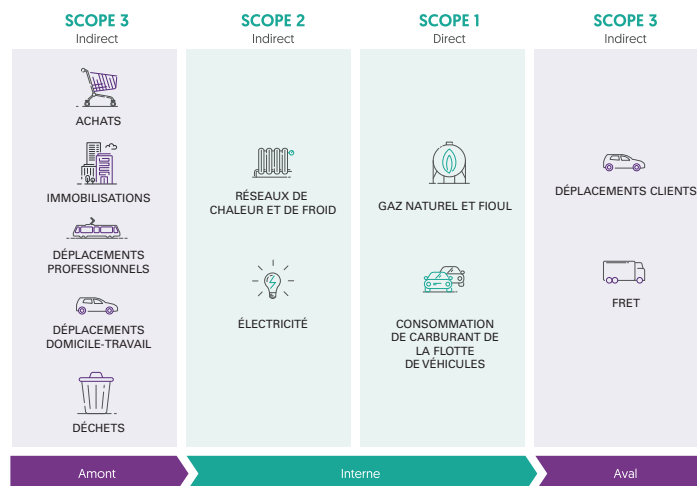 SCOPE 3
Indirect
ACHATS
IMMOBILISATIONS
DÉPLACEMENTS
PROFESSIONNELS
DÉPLACEMENTS
DOMICILE-TRAVAIL
DÉCHETS
SCOPE 2
Indirect
RÉSEAUX DE
CHALEUR ET DE FROID
ÉLECTRICITÉ
SCOPE 1
Direct
GAZ NATUREL ET FIOUL
CONSOMMATION
DE CARBURANT DE
LA FLOTTE
DE VÉHICULES
SCOPE 3
Indirect
DÉPLACEMENTS CLIENTS
FRET
Amont
Interne
Aval